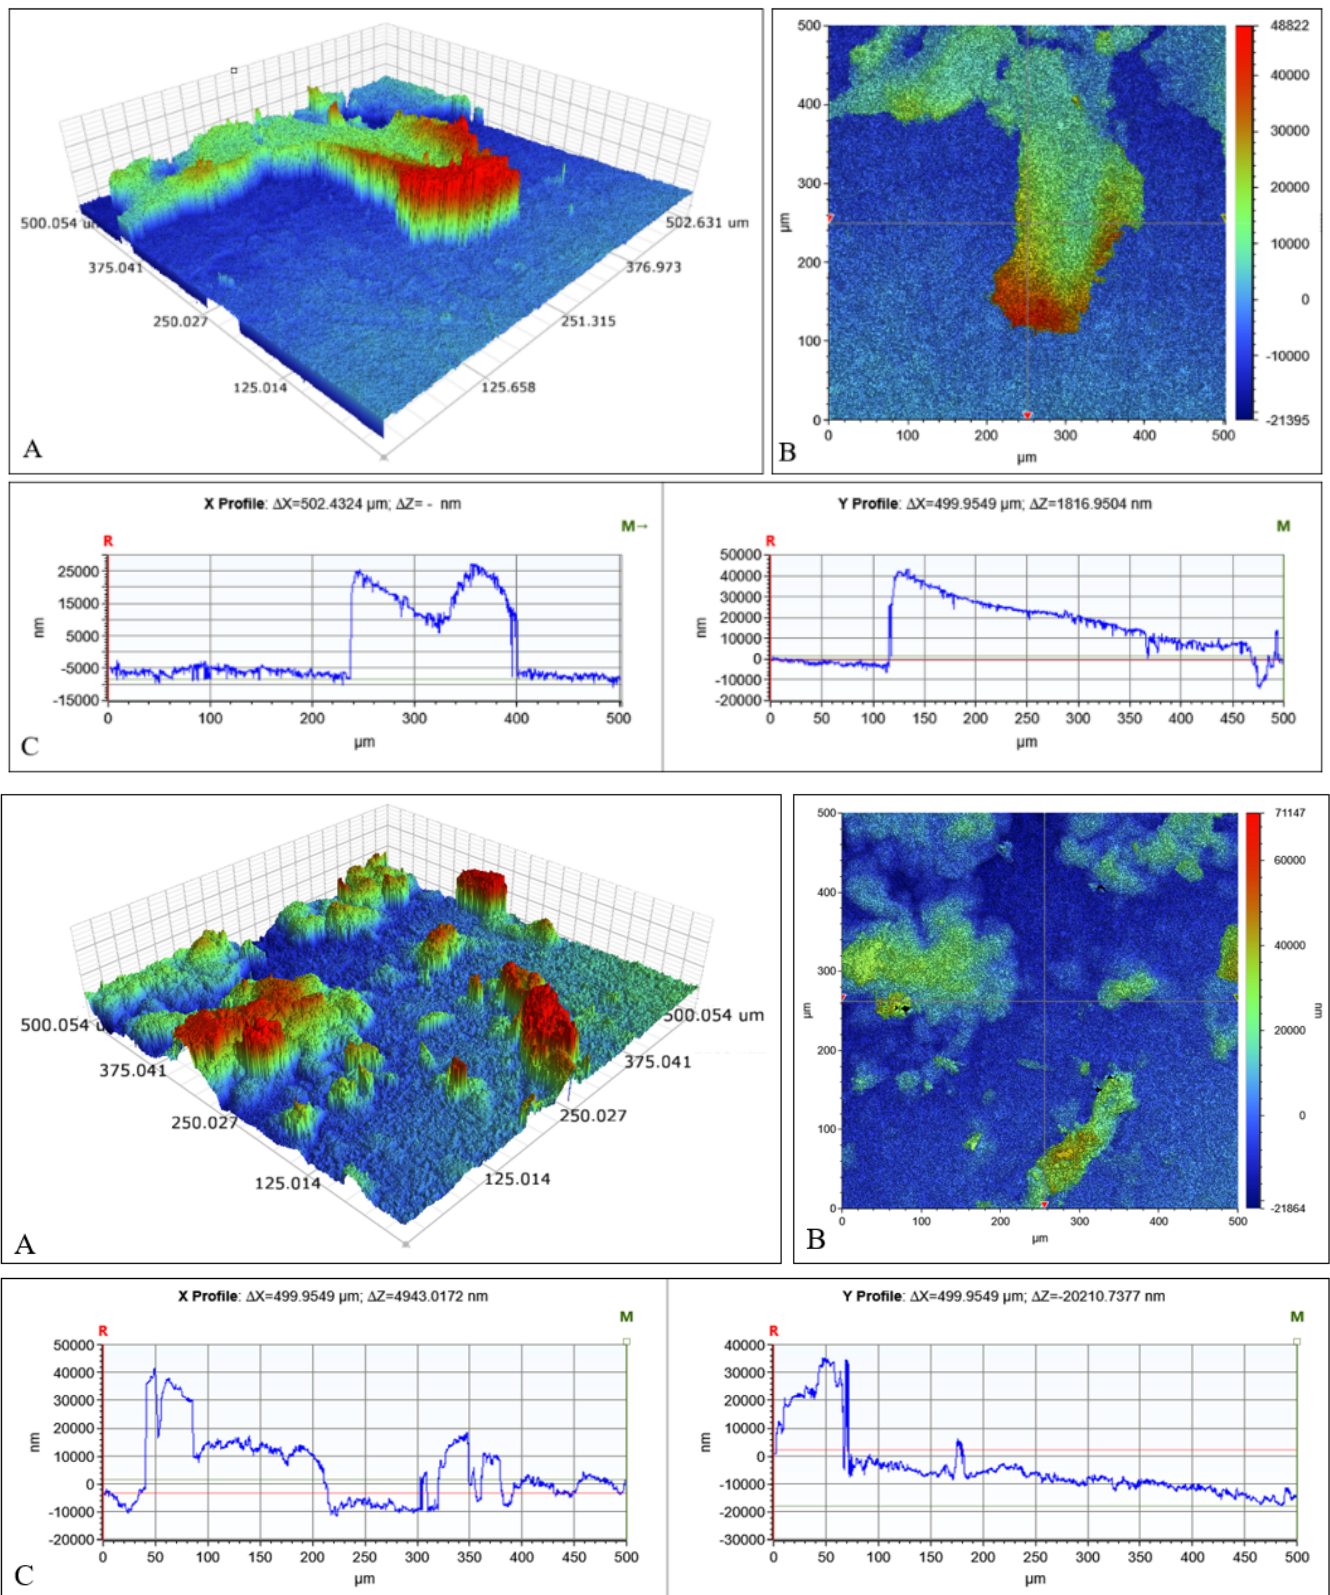 500.054 um
375.041
250.027
125.014
502.631 um
376.973
251.315
125.658
A
500
400
300
200
100
0
µm
0 100 200 300 400 500
µm
48822
40000
30000
20000
10000
0
-10000
-21395
B
X Profile: ΔX=502.4324 µm; ΔZ= - nm
R
M→
25000
15000
5000
-5000
-15000
nm
0 100 200 300 400 500
µm
C
Y Profile: ΔX=499.9549 µm; ΔZ=1816.9504 nm
R
M
50000
40000
30000
20000
10000
0
-10000
-20000
nm
0 50 100 150 200 250 300 350 400 450 500
µm
500.054 u
375.041
250.027
125.014
500.054 um
375.041
250.027
125.014
A
500
400
300
200
100
0
µm
0 100 200 300 400 500
µm
71147
60000
40000
20000
0
-21864
nm
B
X Profile: ΔX=499.9549 µm; ΔZ=4943.0172 nm
R
M
50000
40000
30000
20000
10000
0
-10000
-20000
nm
0 50 100 150 200 250 300 350 400 450 500
µm
C
Y Profile: ΔX=499.9549 µm; ΔZ=-20210.7377 nm
R
M
40000
30000
20000
10000
0
-10000
-20000
-30000
nm
0 50 100 150 200 250 300 350 400 450 500
µm